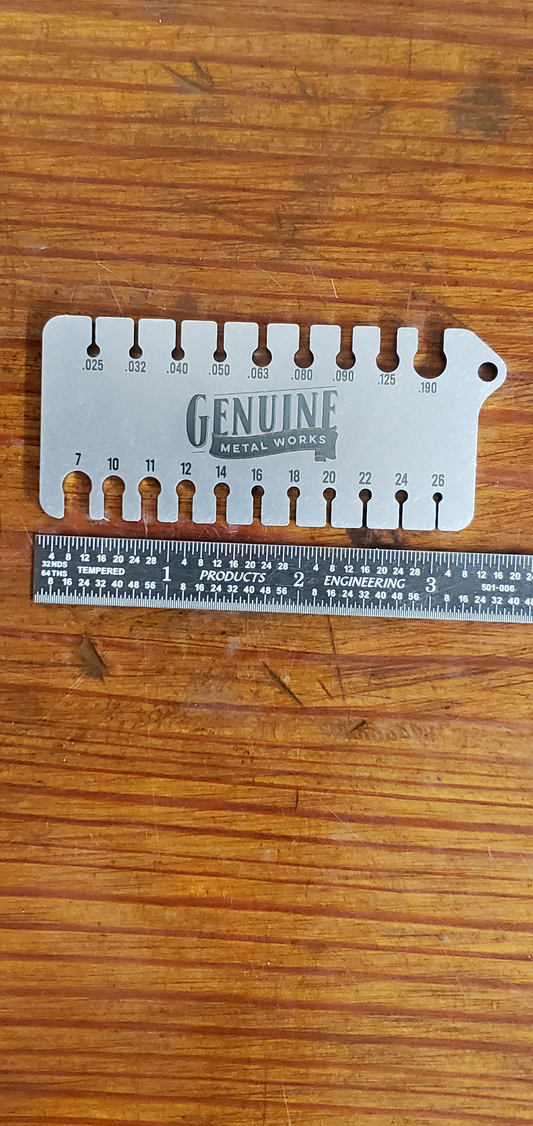 .025 .032 .040 .050 .063 .080 .090 .125 .190
GENUINE
METAL WORKS
7 10 11 12 14 16 18 20 22 24 26
4 8 12 16 20 24 28 4 8 12 16 20 24 28 4 8 12 16 20 24 28 4 8 12 16 20 24
32NDS
64THS TEMPERED 1 PRODUCTS 2 ENGINEERING 3 501-006
8 16 24 32 40 48 56 8 16 24 32 40 48 56 8 16 24 32 40 48 56 8 16 24 32 40 48